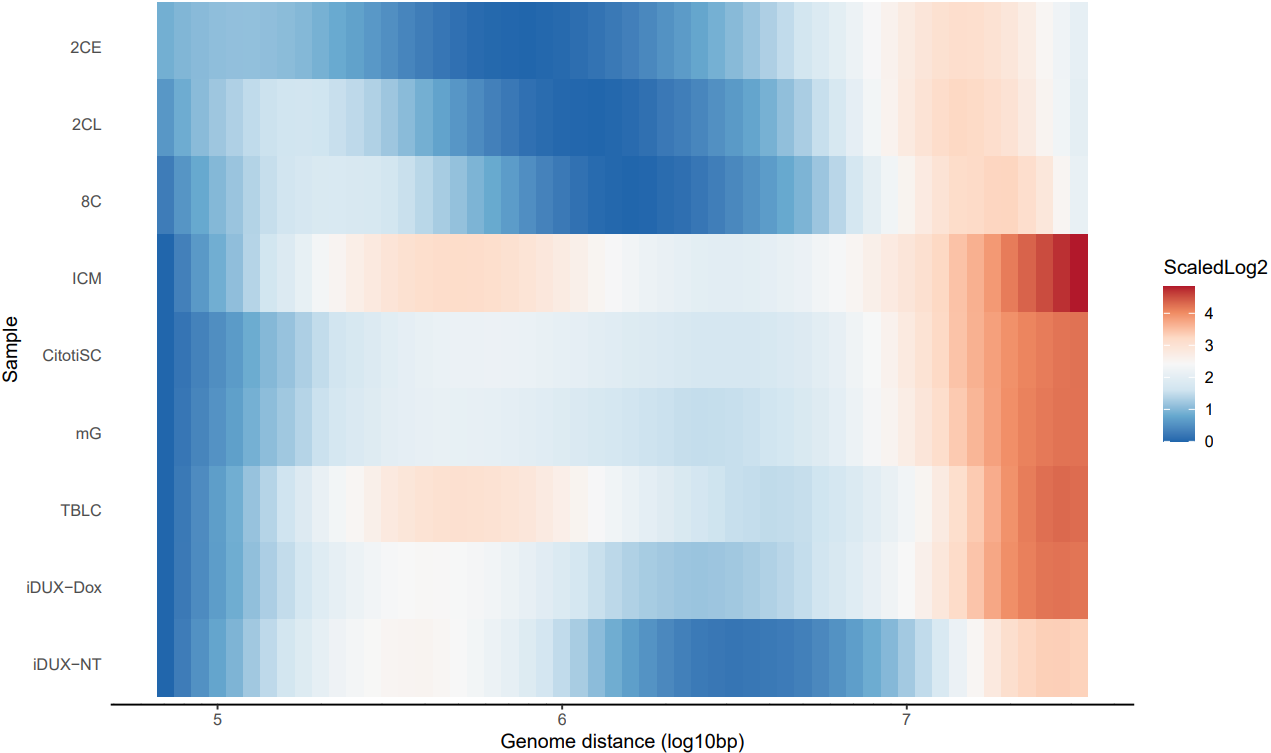 Sample
2CE
2CL
8C
ICM
CitotiSC
mG
TBLC
iDUX−Dox
iDUX−NT
5 6 7
Genome distance (log10bp)
ScaledLog2
4
3
2
1
0